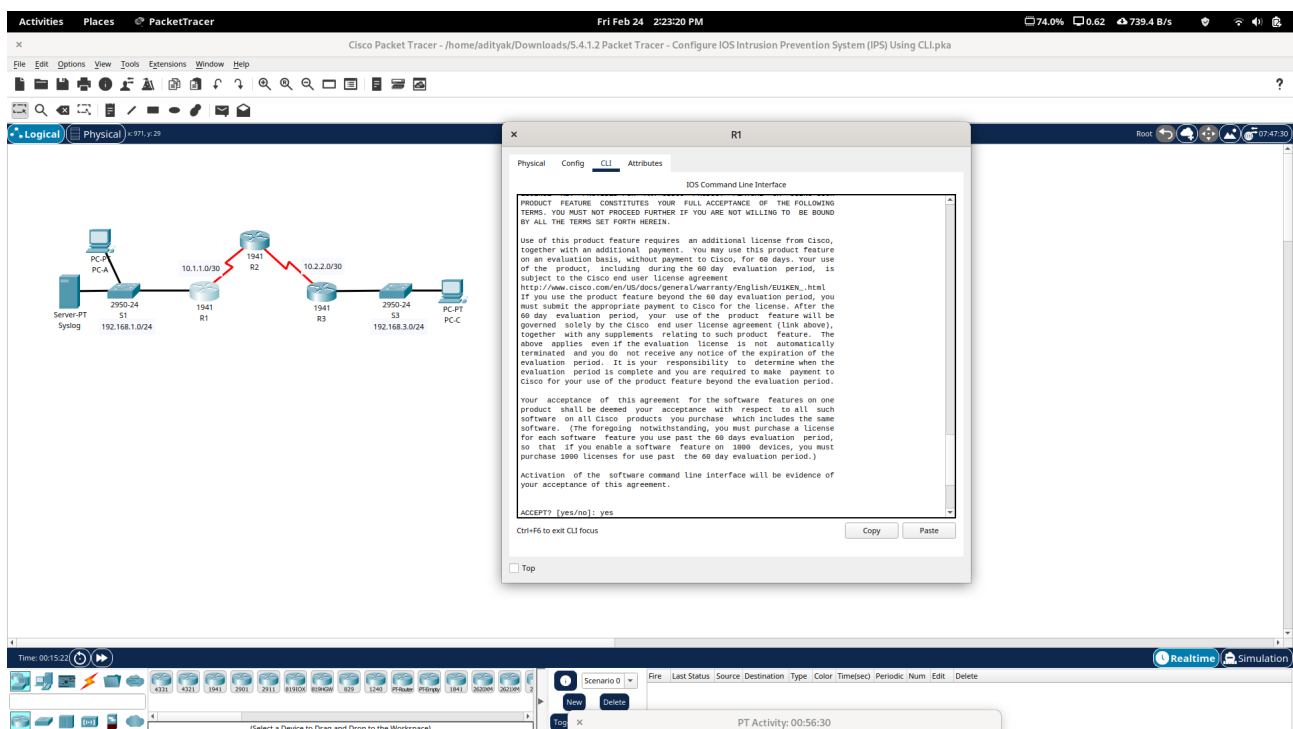 Activities Places PacketTracer Fri Feb 24 2:23:20 PM 74.0% 0.62 739.4 B/s
Cisco Packet Tracer - /home/adityak/Downloads/5.4.1.2 Packet Tracer - Configure IOS Intrusion Prevention System (IPS) Using CLI.pka
File Edit Options View Tools Extensions Window Help
?
Logical Physical x: 971, y: 29 Root 07:47:30
R1
Physical Config CLI Attributes
IOS Command Line Interface
PRODUCT FEATURE CONSTITUTES YOUR FULL ACCEPTANCE OF THE FOLLOWING
TERMS. YOU MUST NOT PROCEED FURTHER IF YOU ARE NOT WILLING TO BE BOUND
BY ALL THE TERMS SET FORTH HEREIN.
Use of this product feature requires an additional license from Cisco,
together with an additional payment. You may use this product feature
on an evaluation basis, without payment to Cisco, for 60 days. Your use
of the product, including during the 60 day evaluation period, is
subject to the Cisco end user license agreement
http://www.cisco.com/en/US/docs/general/warranty/English/EU1KEN_.html
If you use the product feature beyond the 60 day evaluation period, you
must submit the appropriate payment to Cisco for the license. After the
60 day evaluation period, your use of the product feature will be
governed solely by the Cisco end user license agreement (link above),
together with any supplements relating to such product feature. The
above applies even if the evaluation license is not automatically
terminated and you do not receive any notice of the expiration of the
evaluation period. It is your responsibility to determine when the
evaluation period is complete and you are required to make payment to
Cisco for your use of the product feature beyond the evaluation period.
Your acceptance of this agreement for the software features on one
product shall be deemed your acceptance with respect to all such
software on all Cisco products you purchase which includes the same
software. (The foregoing notwithstanding, you must purchase a license
for each software feature you use past the 60 days evaluation period,
so that if you enable a software feature on 1000 devices, you must
purchase 1000 licenses for use past the 60 day evaluation period.)
Activation of the software command line interface will be evidence of
your acceptance of this agreement.
ACCEPT? [yes/no]: yes
Ctrl+F6 to exit CLI focus
Copy Paste
Top
PC-PT
PC-A
10.1.1.0/30
1941
R2
10.2.2.0/30
Server-PT
Syslog
2950-24
S1
192.168.1.0/24
1941
R1
1941
R3
2950-24
S3
192.168.3.0/24
PC-PT
PC-C
Time: 00:15:22 Realtime Simulation
4331 4321 1941 2901 2911 819IOX 819HGW 829 1240 PT-Router PT-Empty 1841 2620XM 2621XM
Scenario 0
New Delete
Fire Last Status Source Destination Type Color Time(sec) Periodic Num Edit Delete
(Select a Device to Drag and Drop to the Workspace)
PT Activity: 00:56:30